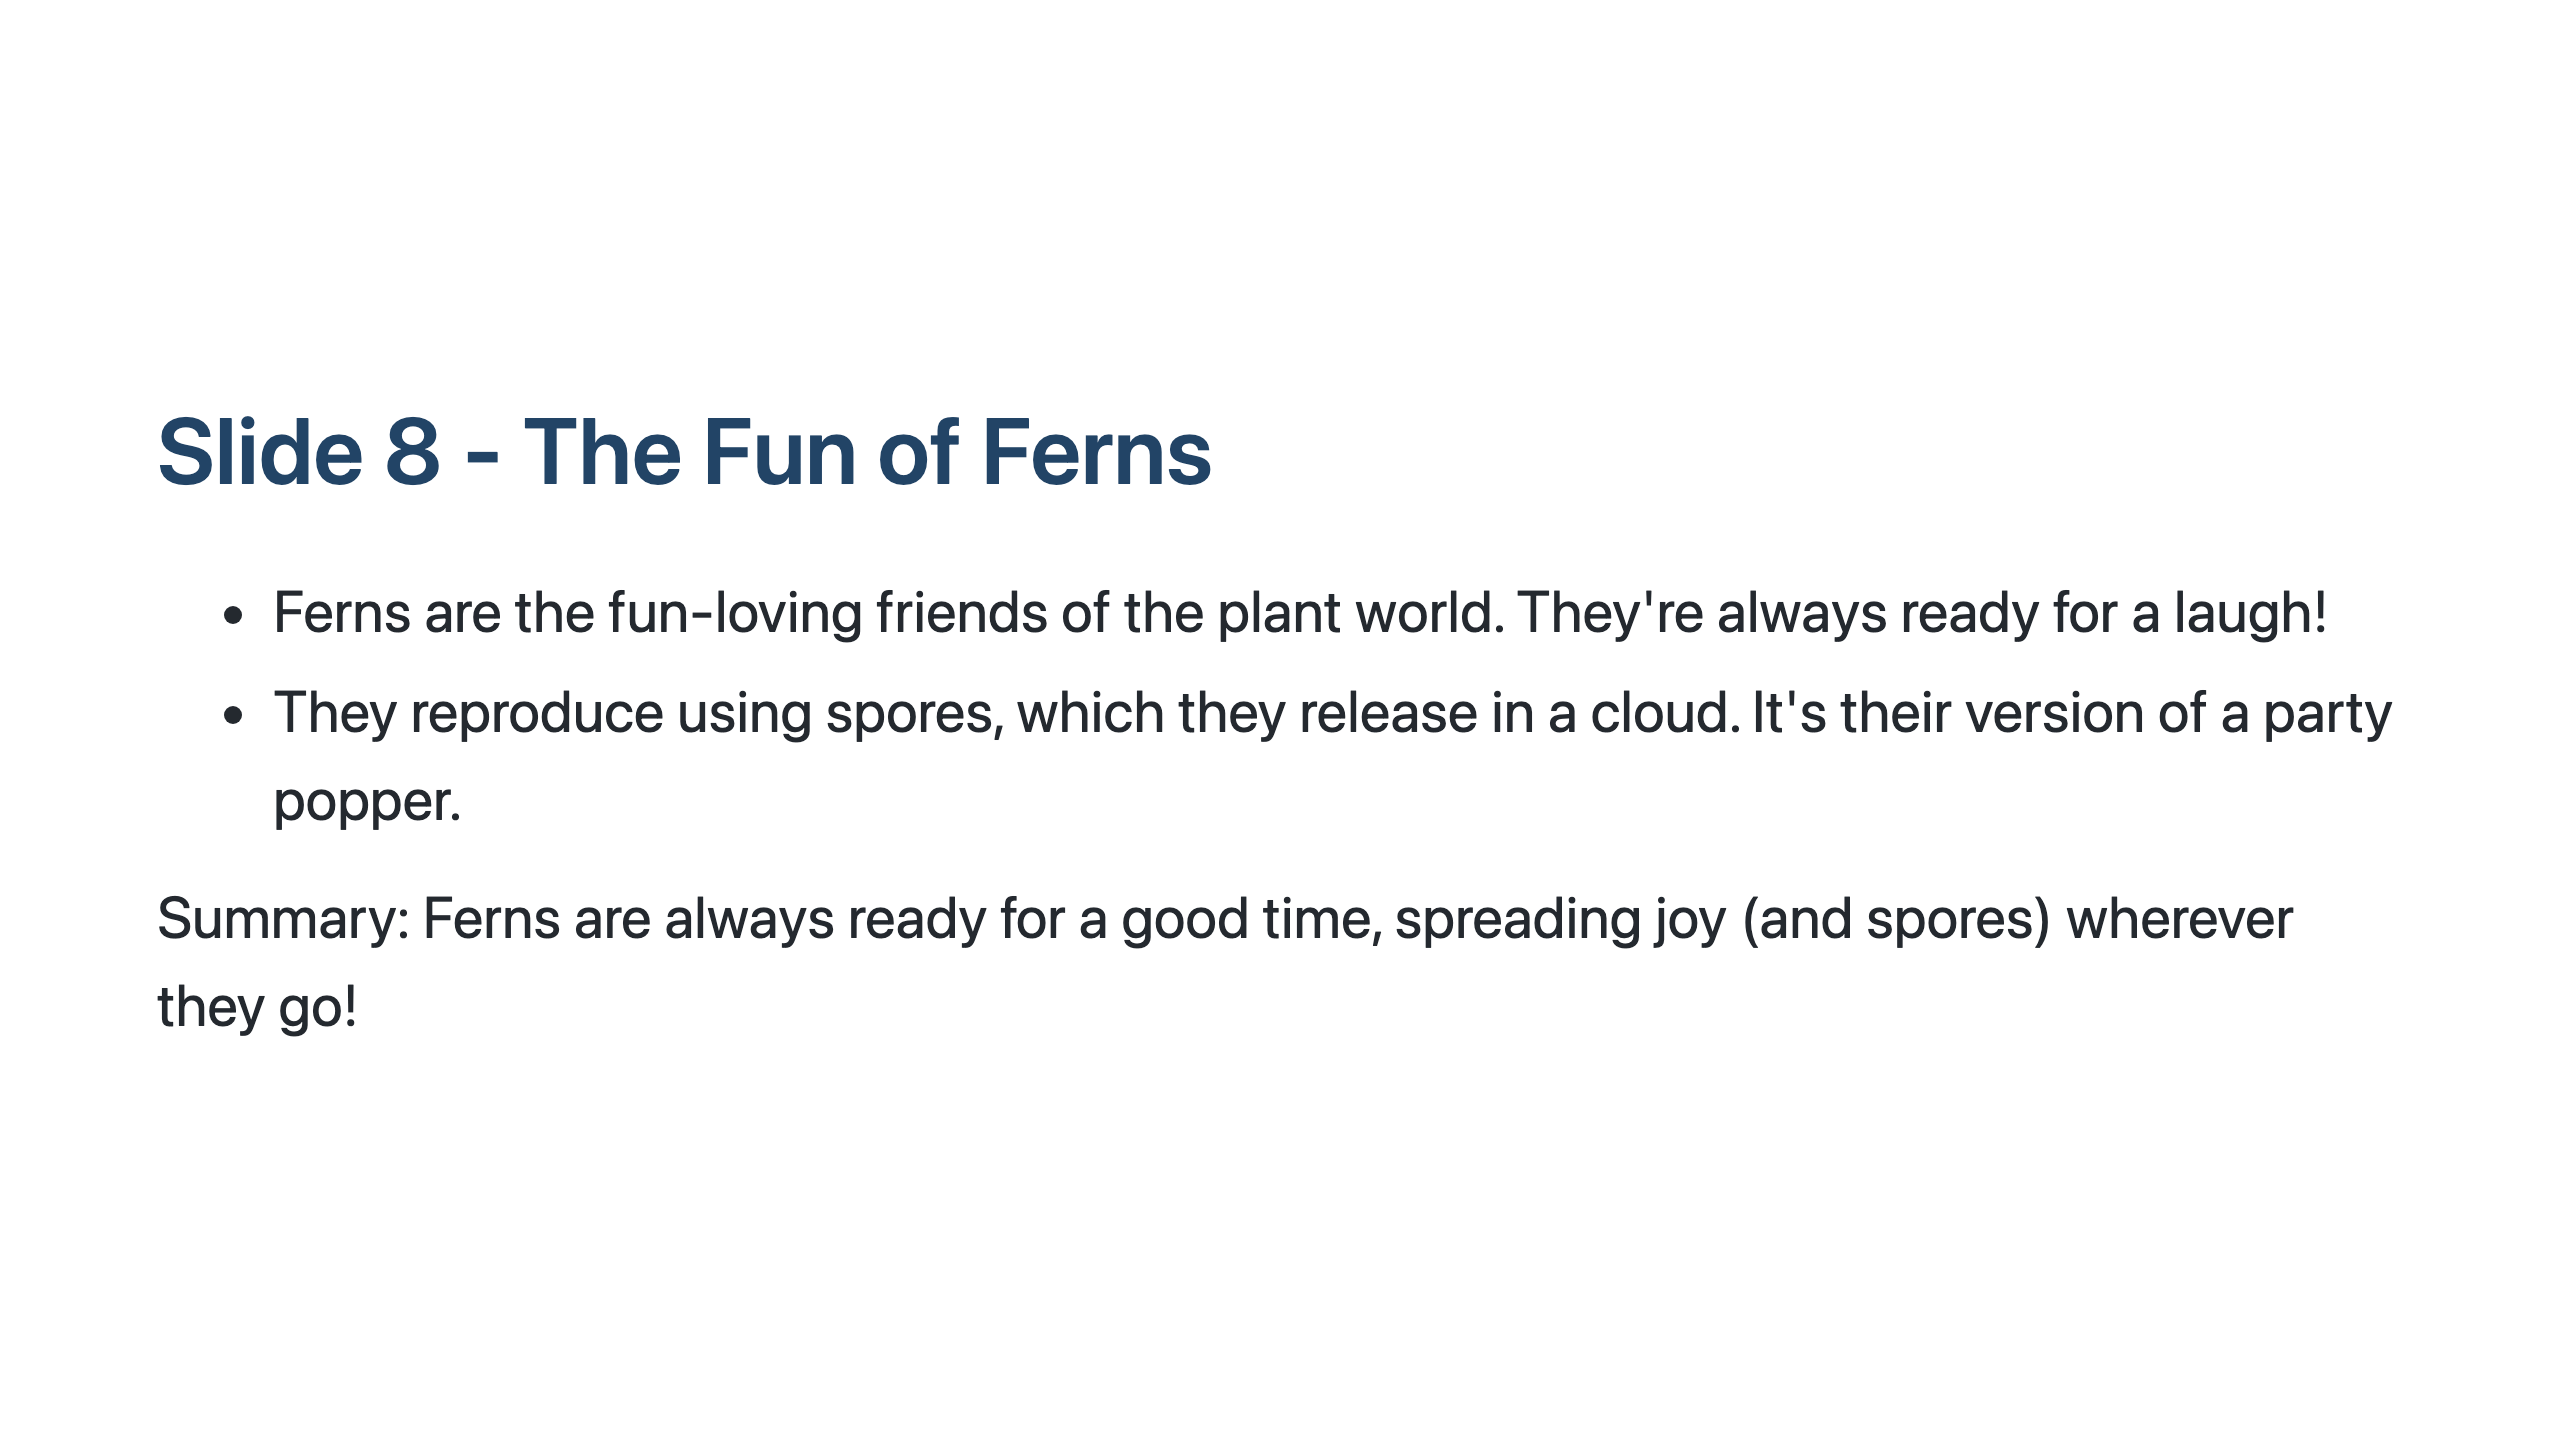 Slide 8 - The Fun of Ferns
• Ferns are the fun-loving friends of the plant world. They're always ready for a laugh!
• They reproduce using spores, which they release in a cloud. It's their version of a party
popper.
Summary: Ferns are always ready for a good time, spreading joy (and spores) wherever
they go!